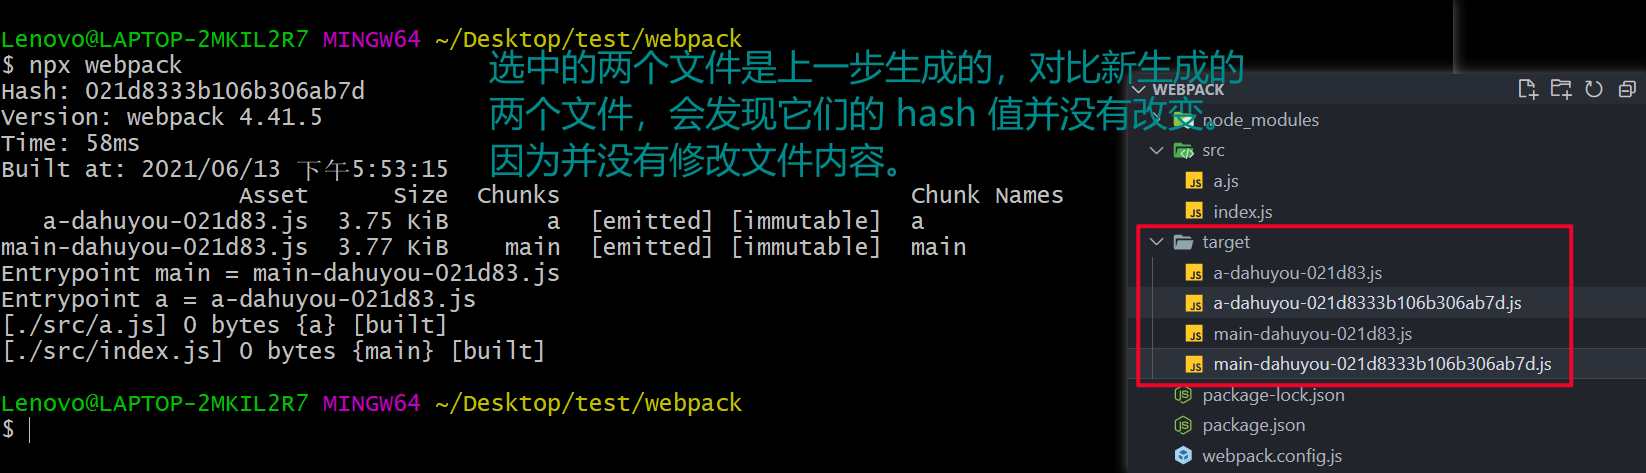 Lenovo@LAPTOP-2MKIL2R7 MINGW64 ~/Desktop/test/webpack
$ npx webpack
Hash: 021d8333b106b306ab7d
Version: webpack 4.41.5
Time: 58ms
Built at: 2021/06/13 下午5:53:15
Asset Size Chunks Chunk Names
a-dahuyou-021d83.js 3.75 KiB a [emitted] [immutable] a
main-dahuyou-021d83.js 3.77 KiB main [emitted] [immutable] main
Entrypoint main = main-dahuyou-021d83.js
Entrypoint a = a-dahuyou-021d83.js
[./src/a.js] 0 bytes {a} [built]
[./src/index.js] 0 bytes {main} [built]
Lenovo@LAPTOP-2MKIL2R7 MINGW64 ~/Desktop/test/webpack
$
选中的两个文件是上一步生成的，对比新生成的
两个文件，会发现它们的 hash 值并没有改变。
因为并没有修改文件内容。
WEBPACK
node_modules
src
JS a.js
JS index.js
target
JS a-dahuyou-021d83.js
JS a-dahuyou-021d8333b106b306ab7d.js
JS main-dahuyou-021d83.js
JS main-dahuyou-021d8333b106b306ab7d.js
package-lock.json
package.json
webpack.config.js